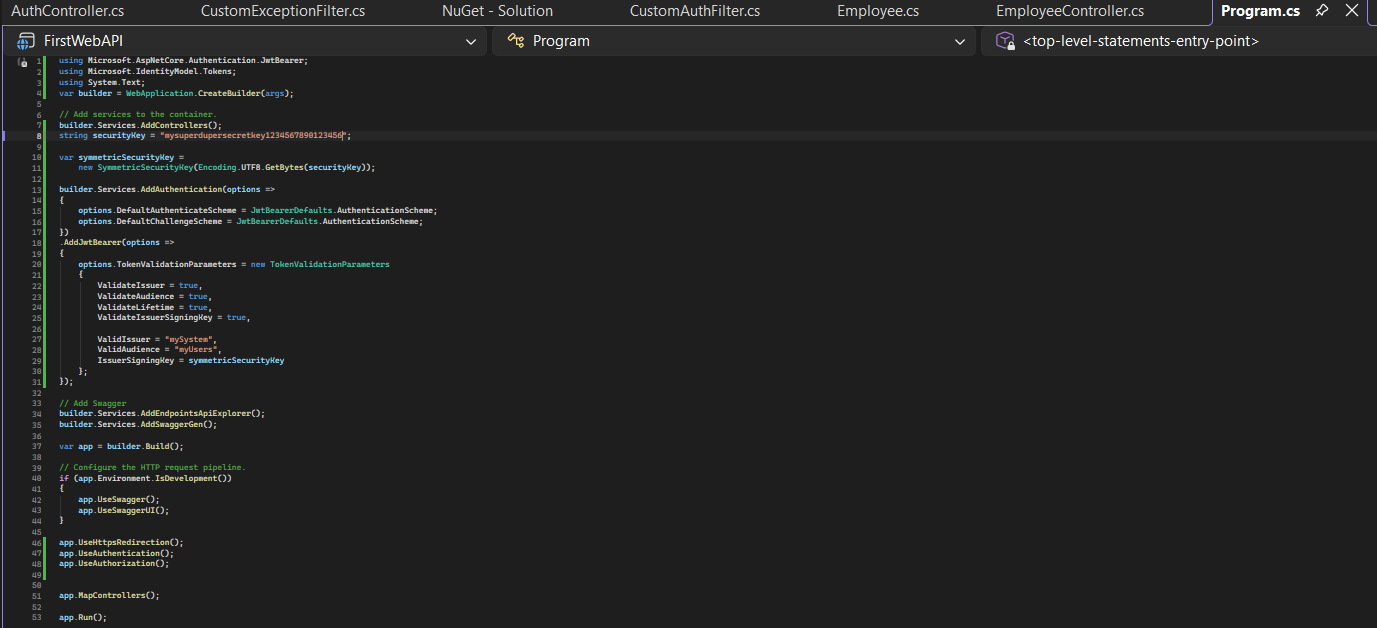 AuthController.cs CustomExceptionFilter.cs NuGet - Solution CustomAuthFilter.cs Employee.cs EmployeeController.cs Program.cs
FirstWebAPI Program <top-level-statements-entry-point>
1 using Microsoft.AspNetCore.Authentication.JwtBearer;
2 using Microsoft.IdentityModel.Tokens;
3 using System.Text;
4 var builder = WebApplication.CreateBuilder(args);
5
6 // Add services to the container.
7 builder.Services.AddControllers();
8 string securityKey = "mysuperdupersecretkey1234567890123456";
9
10 var symmetricSecurityKey =
11 new SymmetricSecurityKey(Encoding.UTF8.GetBytes(securityKey));
12
13 builder.Services.AddAuthentication(options =>
14 {
15 options.DefaultAuthenticateScheme = JwtBearerDefaults.AuthenticationScheme;
16 options.DefaultChallengeScheme = JwtBearerDefaults.AuthenticationScheme;
17 })
18 .AddJwtBearer(options =>
19 {
20 options.TokenValidationParameters = new TokenValidationParameters
21 {
22 ValidateIssuer = true,
23 ValidateAudience = true,
24 ValidateLifetime = true,
25 ValidateIssuerSigningKey = true,
26
27 ValidIssuer = "mySystem",
28 ValidAudience = "myUsers",
29 IssuerSigningKey = symmetricSecurityKey
30 };
31 });
32
33 // Add Swagger
34 builder.Services.AddEndpointsApiExplorer();
35 builder.Services.AddSwaggerGen();
36
37 var app = builder.Build();
38
39 // Configure the HTTP request pipeline.
40 if (app.Environment.IsDevelopment())
41 {
42 app.UseSwagger();
43 app.UseSwaggerUI();
44 }
45
46 app.UseHttpsRedirection();
47 app.UseAuthentication();
48 app.UseAuthorization();
49
50
51 app.MapControllers();
52
53 app.Run();